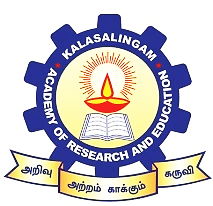 KALASALINGAM
ACADEMY OF RESEARCH AND EDUCATION
அறிவு
அற்றம் காக்கும்
கருவி